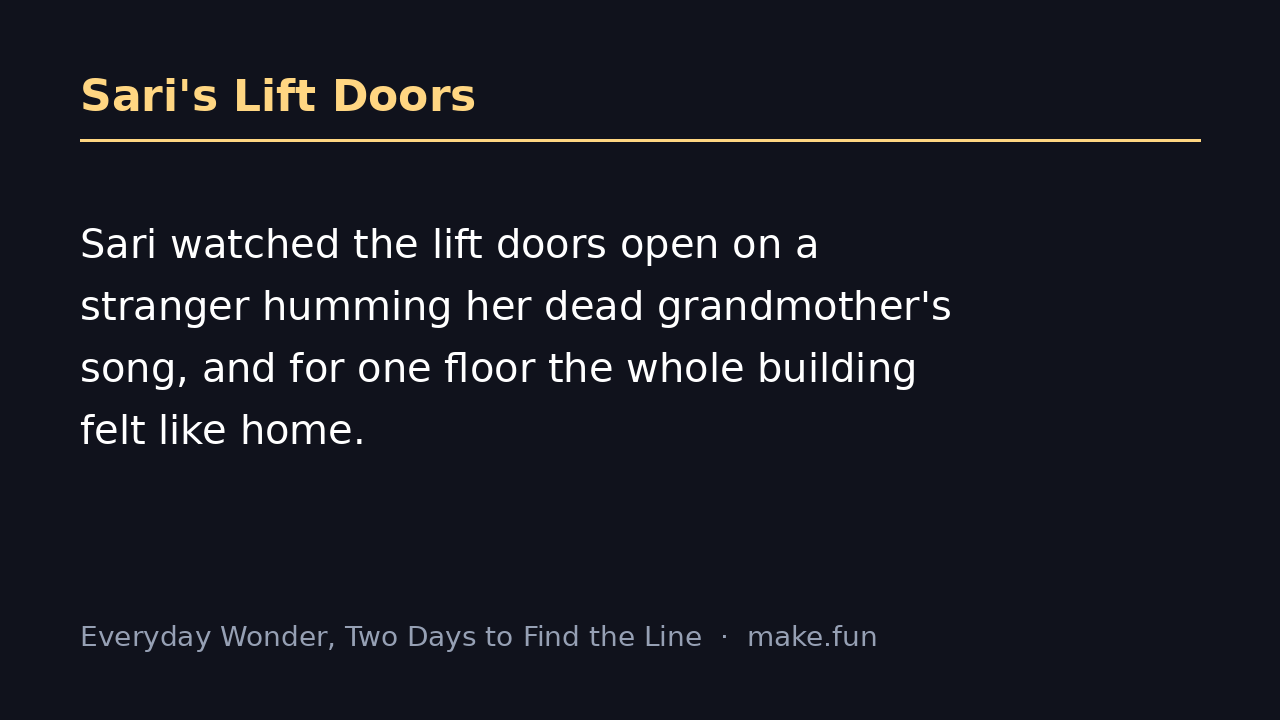 Sari's Lift Doors
Sari watched the lift doors open on a
stranger humming her dead grandmother's
song, and for one floor the whole building
felt like home.
Everyday Wonder, Two Days to Find the Line · make.fun